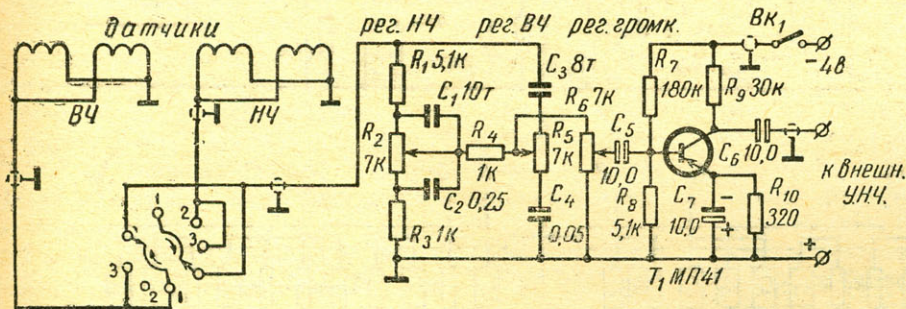 датчики
рег. НЧ
рег. ВЧ
рег. громк.
Вк₁
-4в
R₁ 5,1к
C₃ 8т
R₇
180к
R₉ 30к
C₁ 10т
R₆ 7к
ВЧ
НЧ
R₂
7к
R₄
1к
R₅
7к
C₅
10,0
C₆
10,0
к внешн.
У.Н.Ч.
C₂ 0,25
C₄
0,05
R₈
5,1к
C₇
10,0
-
+
R₁₀
320
R₃ 1к
1
2
3
1
3
2
1
+
T₁ МП41